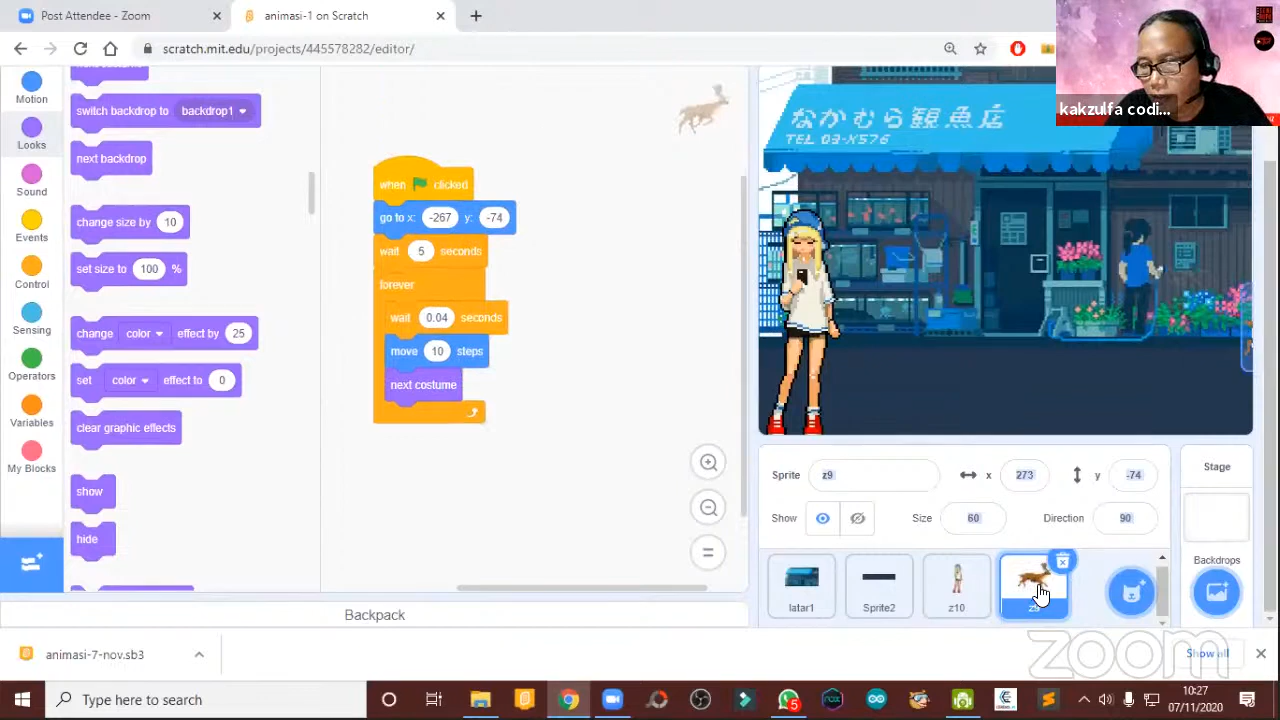 Post Attendee - Zoom
animasi-1 on Scratch
scratch.mit.edu/projects/445578282/editor/
kakzulfa codi...
Motion
Looks
Sound
Events
Control
Sensing
Operators
Variables
My Blocks
switch backdrop to backdrop1
next backdrop
change size by 10
set size to 100 %
change color effect by 25
set color effect to 0
clear graphic effects
show
hide
when clicked
go to x: -267 y: -74
wait 5 seconds
forever
wait 0.04 seconds
move 10 steps
next costume
なかむら観魚店
TEL 03-X576
Sprite z9 x 273 y -74
Show Size 60 Direction 90
Stage
Backdrops
latar1
Sprite2
z10
Backpack
animasi-7-nov.sb3
Show all
zoom
Type here to search
5
10:27
07/11/2020